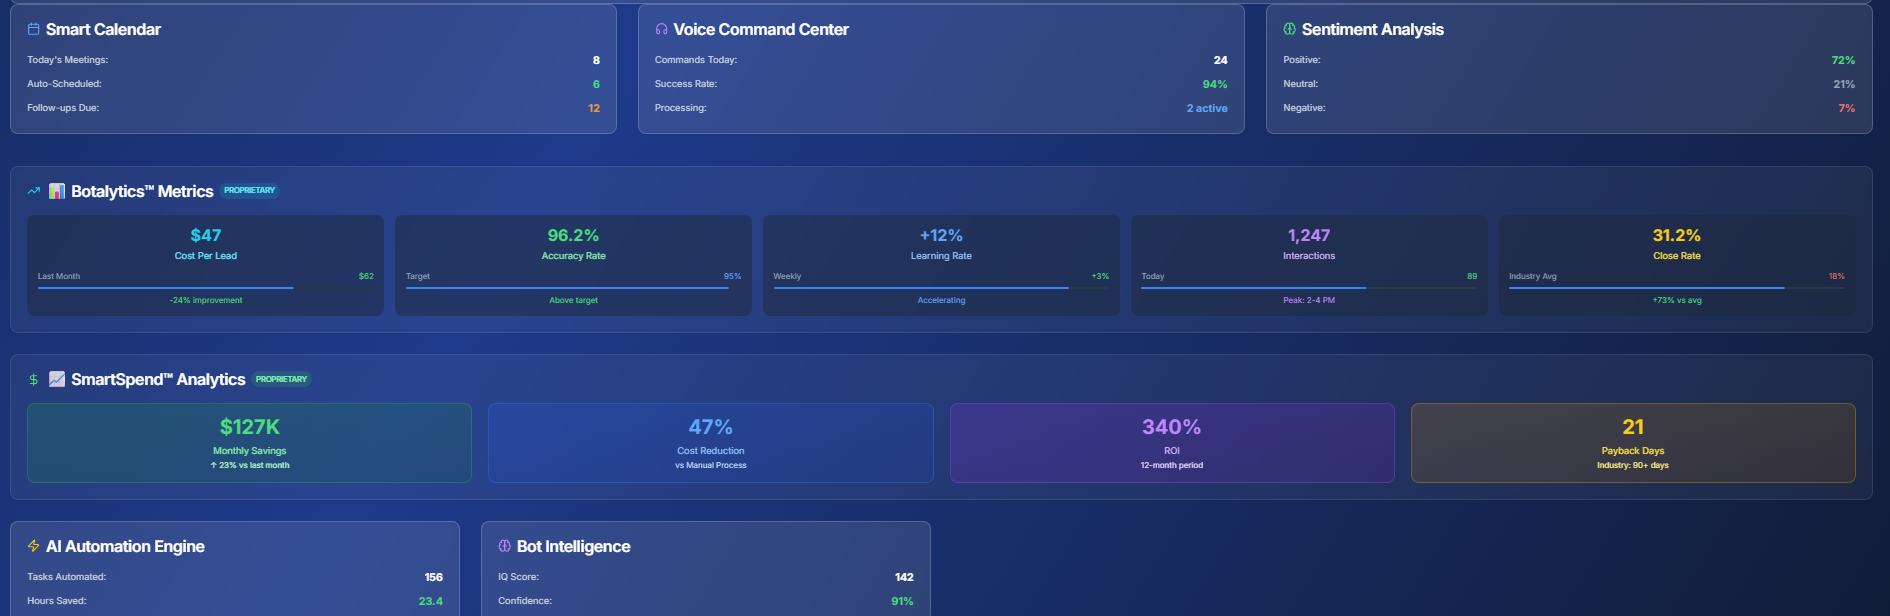 Smart Calendar
Today's Meetings: 8
Auto-Scheduled: 6
Follow-ups Due: 12
Voice Command Center
Commands Today: 24
Success Rate: 94%
Processing: 2 active
Sentiment Analysis
Positive: 72%
Neutral: 21%
Negative: 7%
Botalytics™ Metrics PROPRIETARY
$47
Cost Per Lead
Last Month $62
-24% improvement
96.2%
Accuracy Rate
Target 95%
Above target
+12%
Learning Rate
Weekly +3%
Accelerating
1,247
Interactions
Today 89
Peak: 2-4 PM
31.2%
Close Rate
Industry Avg 18%
+73% vs avg
SmartSpend™ Analytics PROPRIETARY
$127K
Monthly Savings
↑ 23% vs last month
47%
Cost Reduction
vs Manual Process
340%
ROI
12-month period
21
Payback Days
Industry: 90+ days
AI Automation Engine
Tasks Automated: 156
Hours Saved: 23.4
Bot Intelligence
IQ Score: 142
Confidence: 91%